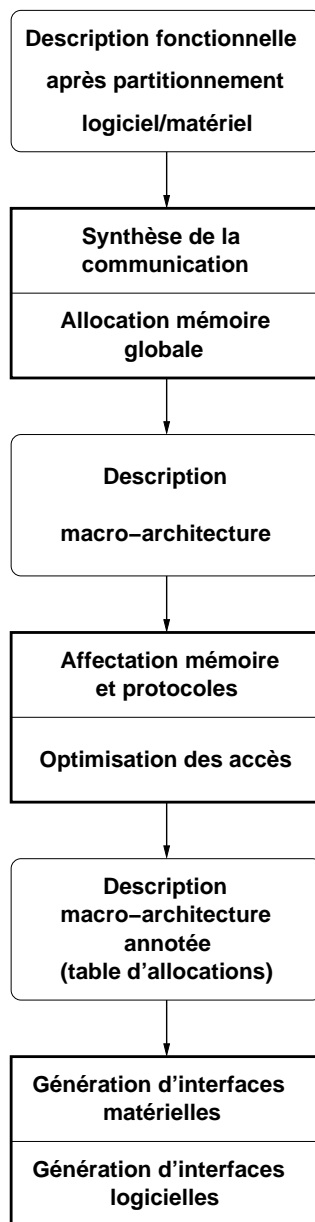 Description fonctionnelle
après partitionnement
logiciel/matériel
Synthèse de la
communication
Allocation mémoire
globale
Description
macro−architecture
Affectation mémoire
et protocoles
Optimisation des accès
Description
macro−architecture
annotée
(table d’allocations)
Génération d’interfaces
matérielles
Génération d’interfaces
logicielles